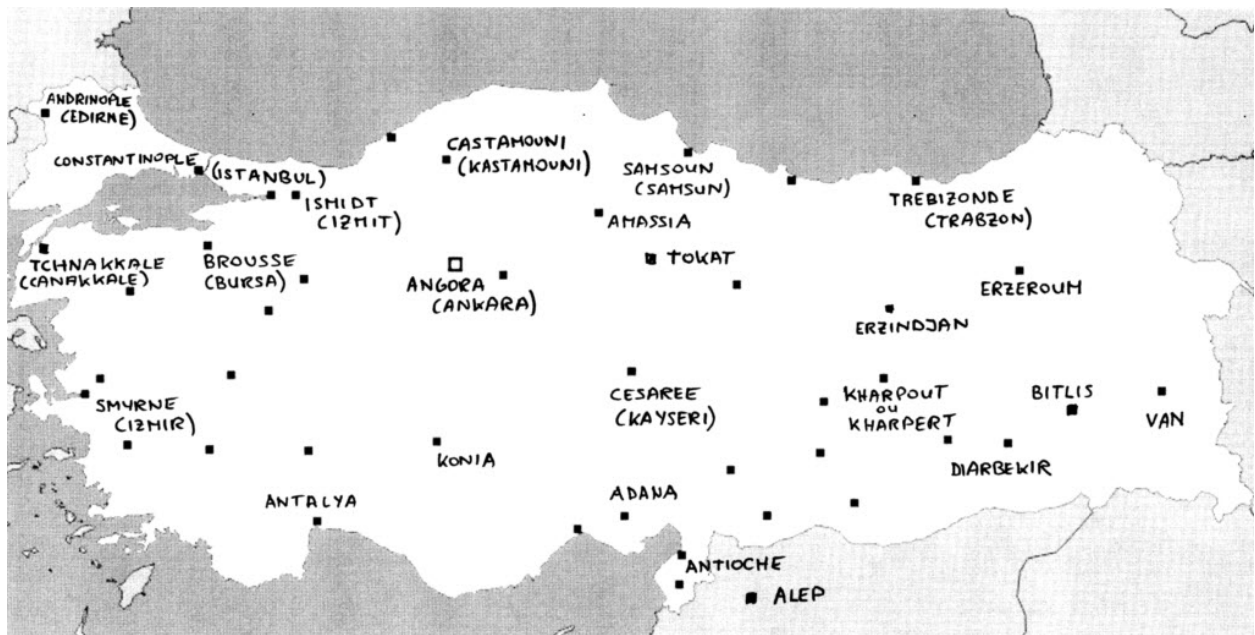 ANDRINOPLE
(EDIRNE)
CONSTANTINOPLE
(ISTANBUL)
ISMIDT
(IZMIT)
CASTAMOUNI
(KASTAMOUNI)
SAMSOUN
(SAMSUN)
AMASSIA
TREBIZONDE
(TRABZON)
TCHNAKKALE
(CANAKKALE)
BROUSSE
(BURSA)
ANGORA
(ANKARA)
TOKAT
ERZEROUM
ERZINDJAN
SMYRNE
(IZMIR)
CESAREE
(KAYSERI)
KHARPOUT
OU
KHARPERT
BITLIS
VAN
KONIA
DIARBEKIR
ANTALYA
ADANA
ANTIOCHE
ALEP